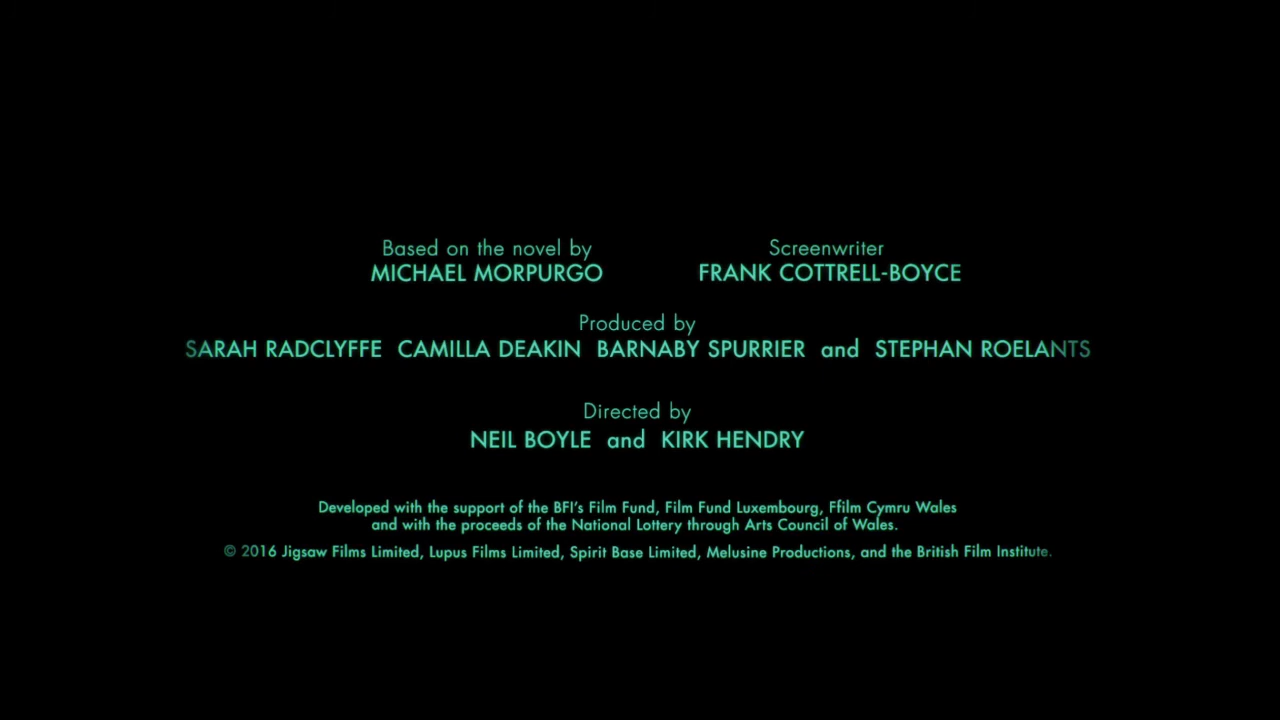 Based on the novel by Screenwriter
MICHAEL MORPURGO FRANK COTTRELL-BOYCE
Produced by
SARAH RADCLYFFE CAMILLA DEAKIN BARNABY SPURRIER and STEPHAN ROELANTS
Directed by
NEIL BOYLE and KIRK HENDRY
Developed with the support of the BFI's Film Fund, Film Fund Luxembourg, Ffilm Cymru Wales
and with the proceeds of the National Lottery through Arts Council of Wales.
© 2016 Jigsaw Films Limited, Lupus Films Limited, Spirit Base Limited, Melusine Productions, and the British Film Institute.